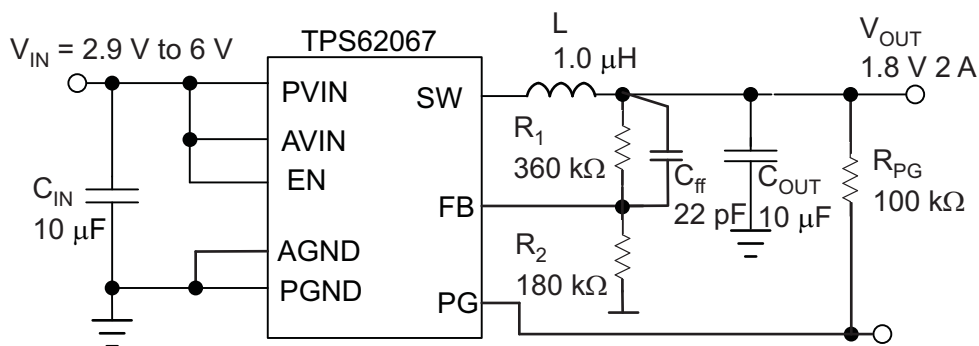 TPS62067
V_IN = 2.9 V to 6 V
L
1.0 μH
V_OUT
1.8 V 2 A
PVIN
SW
AVIN
EN
R_1
360 kΩ
C_ff
22 pF
C_OUT
10 μF
R_PG
100 kΩ
C_IN
10 μF
FB
AGND
R_2
180 kΩ
PGND
PG